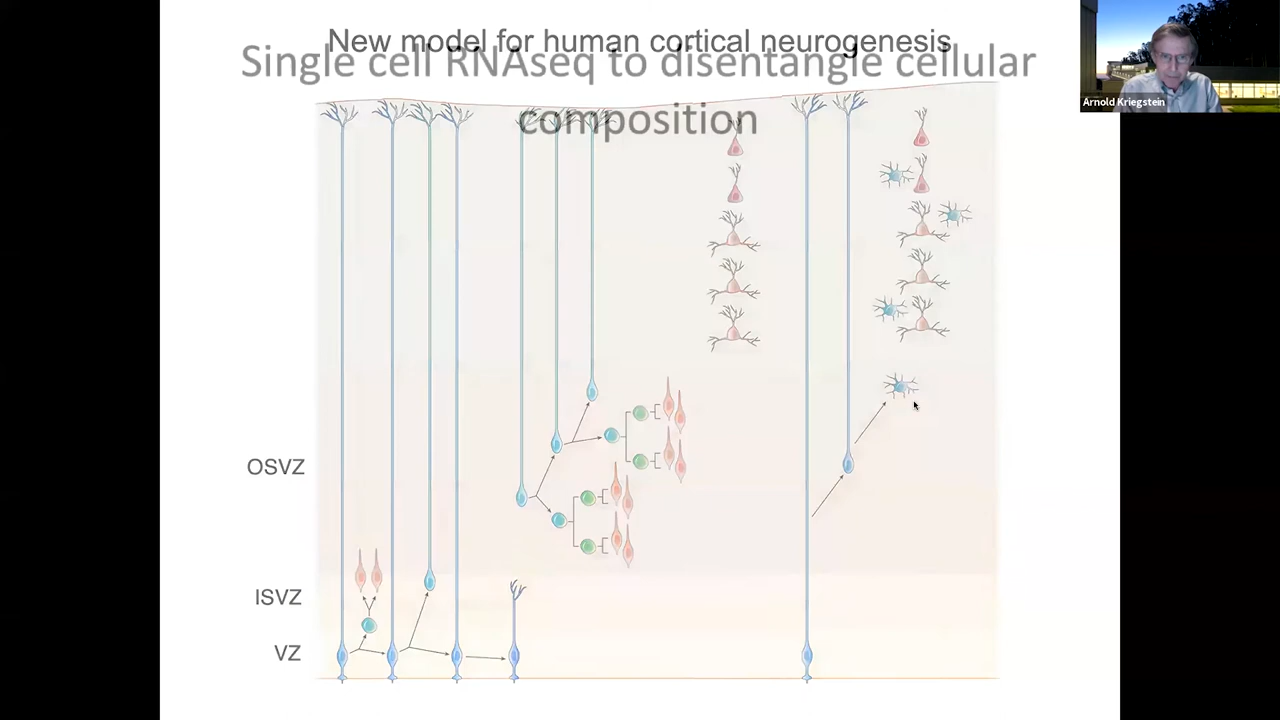 New model for human cortical neurogenesis
Single cell RNAseq to disentangle cellular
composition
Arnold Kriegstein
OSVZ
ISVZ
VZ